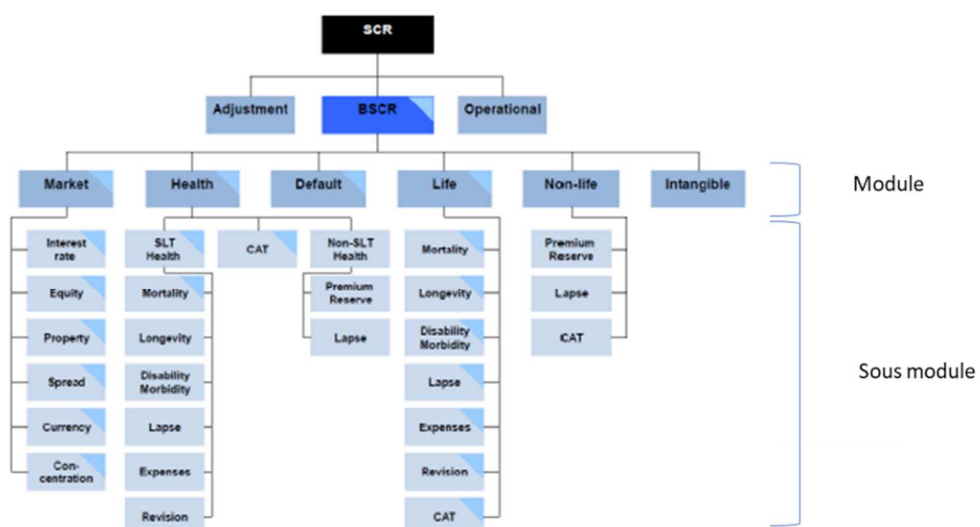 SCR
Adjustment
BSCR
Operational
Market
Health
Default
Life
Non-life
Intangible
Module
Interest
rate
SLT
Health
CAT
Non-SLT
Health
Mortality
Premium
Reserve
Equity
Mortality
Premium
Reserve
Longevity
Lapse
Property
Longevity
Lapse
Disability
Morbidity
CAT
Spread
Disability
Morbidity
Lapse
Sous module
Currency
Lapse
Expenses
Con-
centration
Expenses
Revision
Revision
CAT